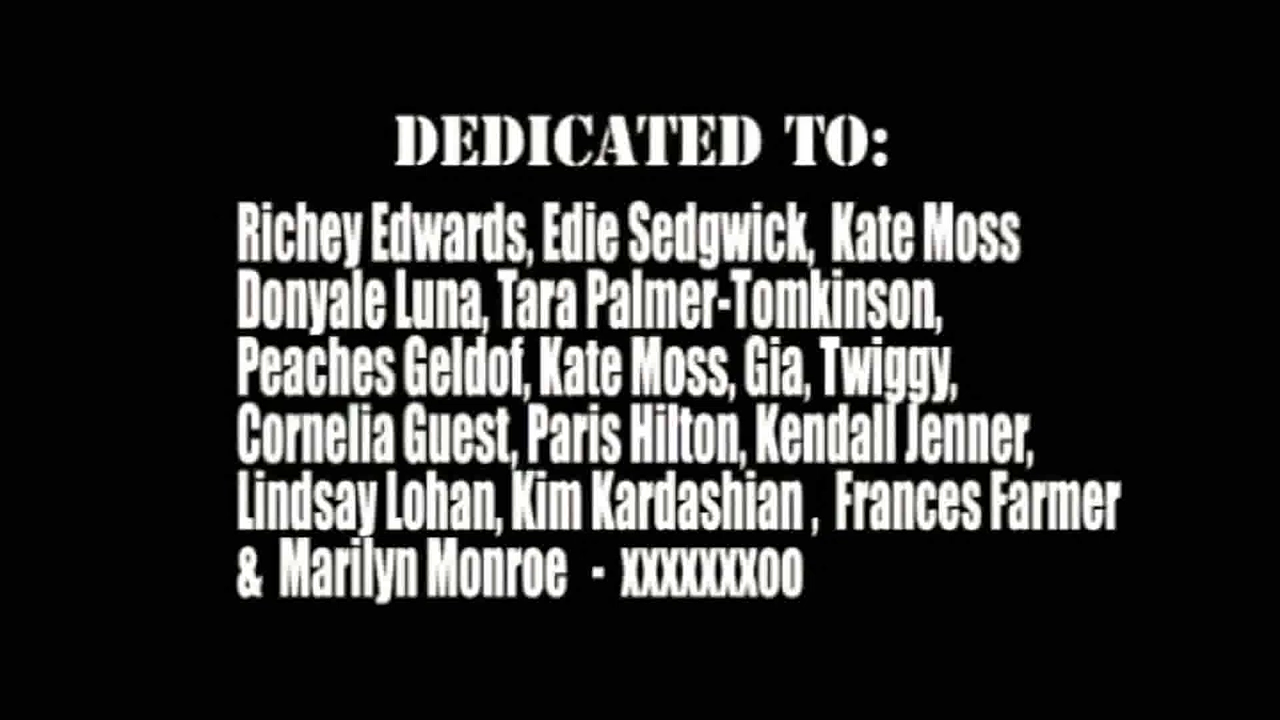 DEDICATED TO:
Richey Edwards, Edie Sedgwick, Kate Moss
Donyale Luna, Tara Palmer-Tomkinson,
Peaches Geldof, Kate Moss, Gia, Twiggy,
Cornelia Guest, Paris Hilton, Kendall Jenner,
Lindsay Lohan, Kim Kardashian , Frances Farmer
& Marilyn Monroe - xxxxxxxoo